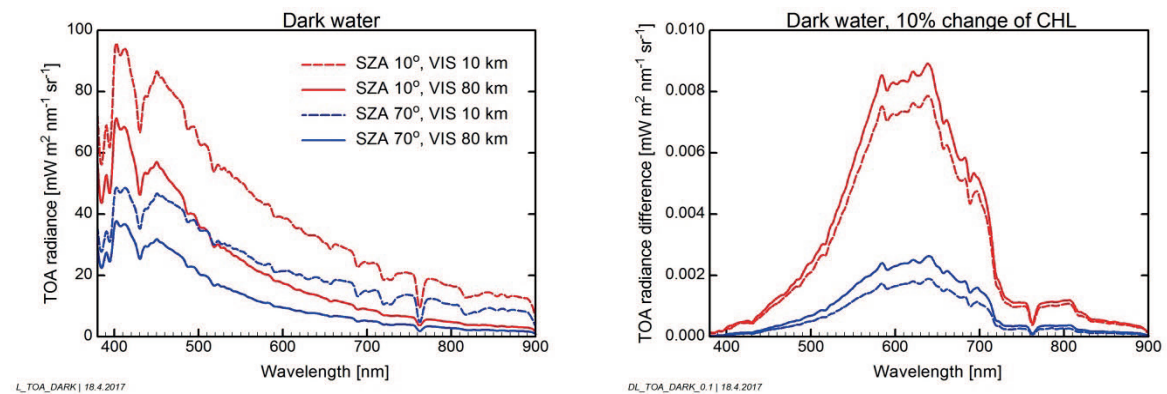 Dark water
TOA radiance [mW m² nm⁻¹ sr⁻¹]
100
80
60
40
20
0
SZA 10°, VIS 10 km
SZA 10°, VIS 80 km
SZA 70°, VIS 10 km
SZA 70°, VIS 80 km
400 500 600 700 800 900
Wavelength [nm]
L_TOA_DARK | 18.4.2017
Dark water, 10% change of CHL
TOA radiance difference [mW m² nm⁻¹ sr⁻¹]
0.010
0.008
0.006
0.004
0.002
0.000
400 500 600 700 800 900
Wavelength [nm]
DL_TOA_DARK_0.1 | 18.4.2017